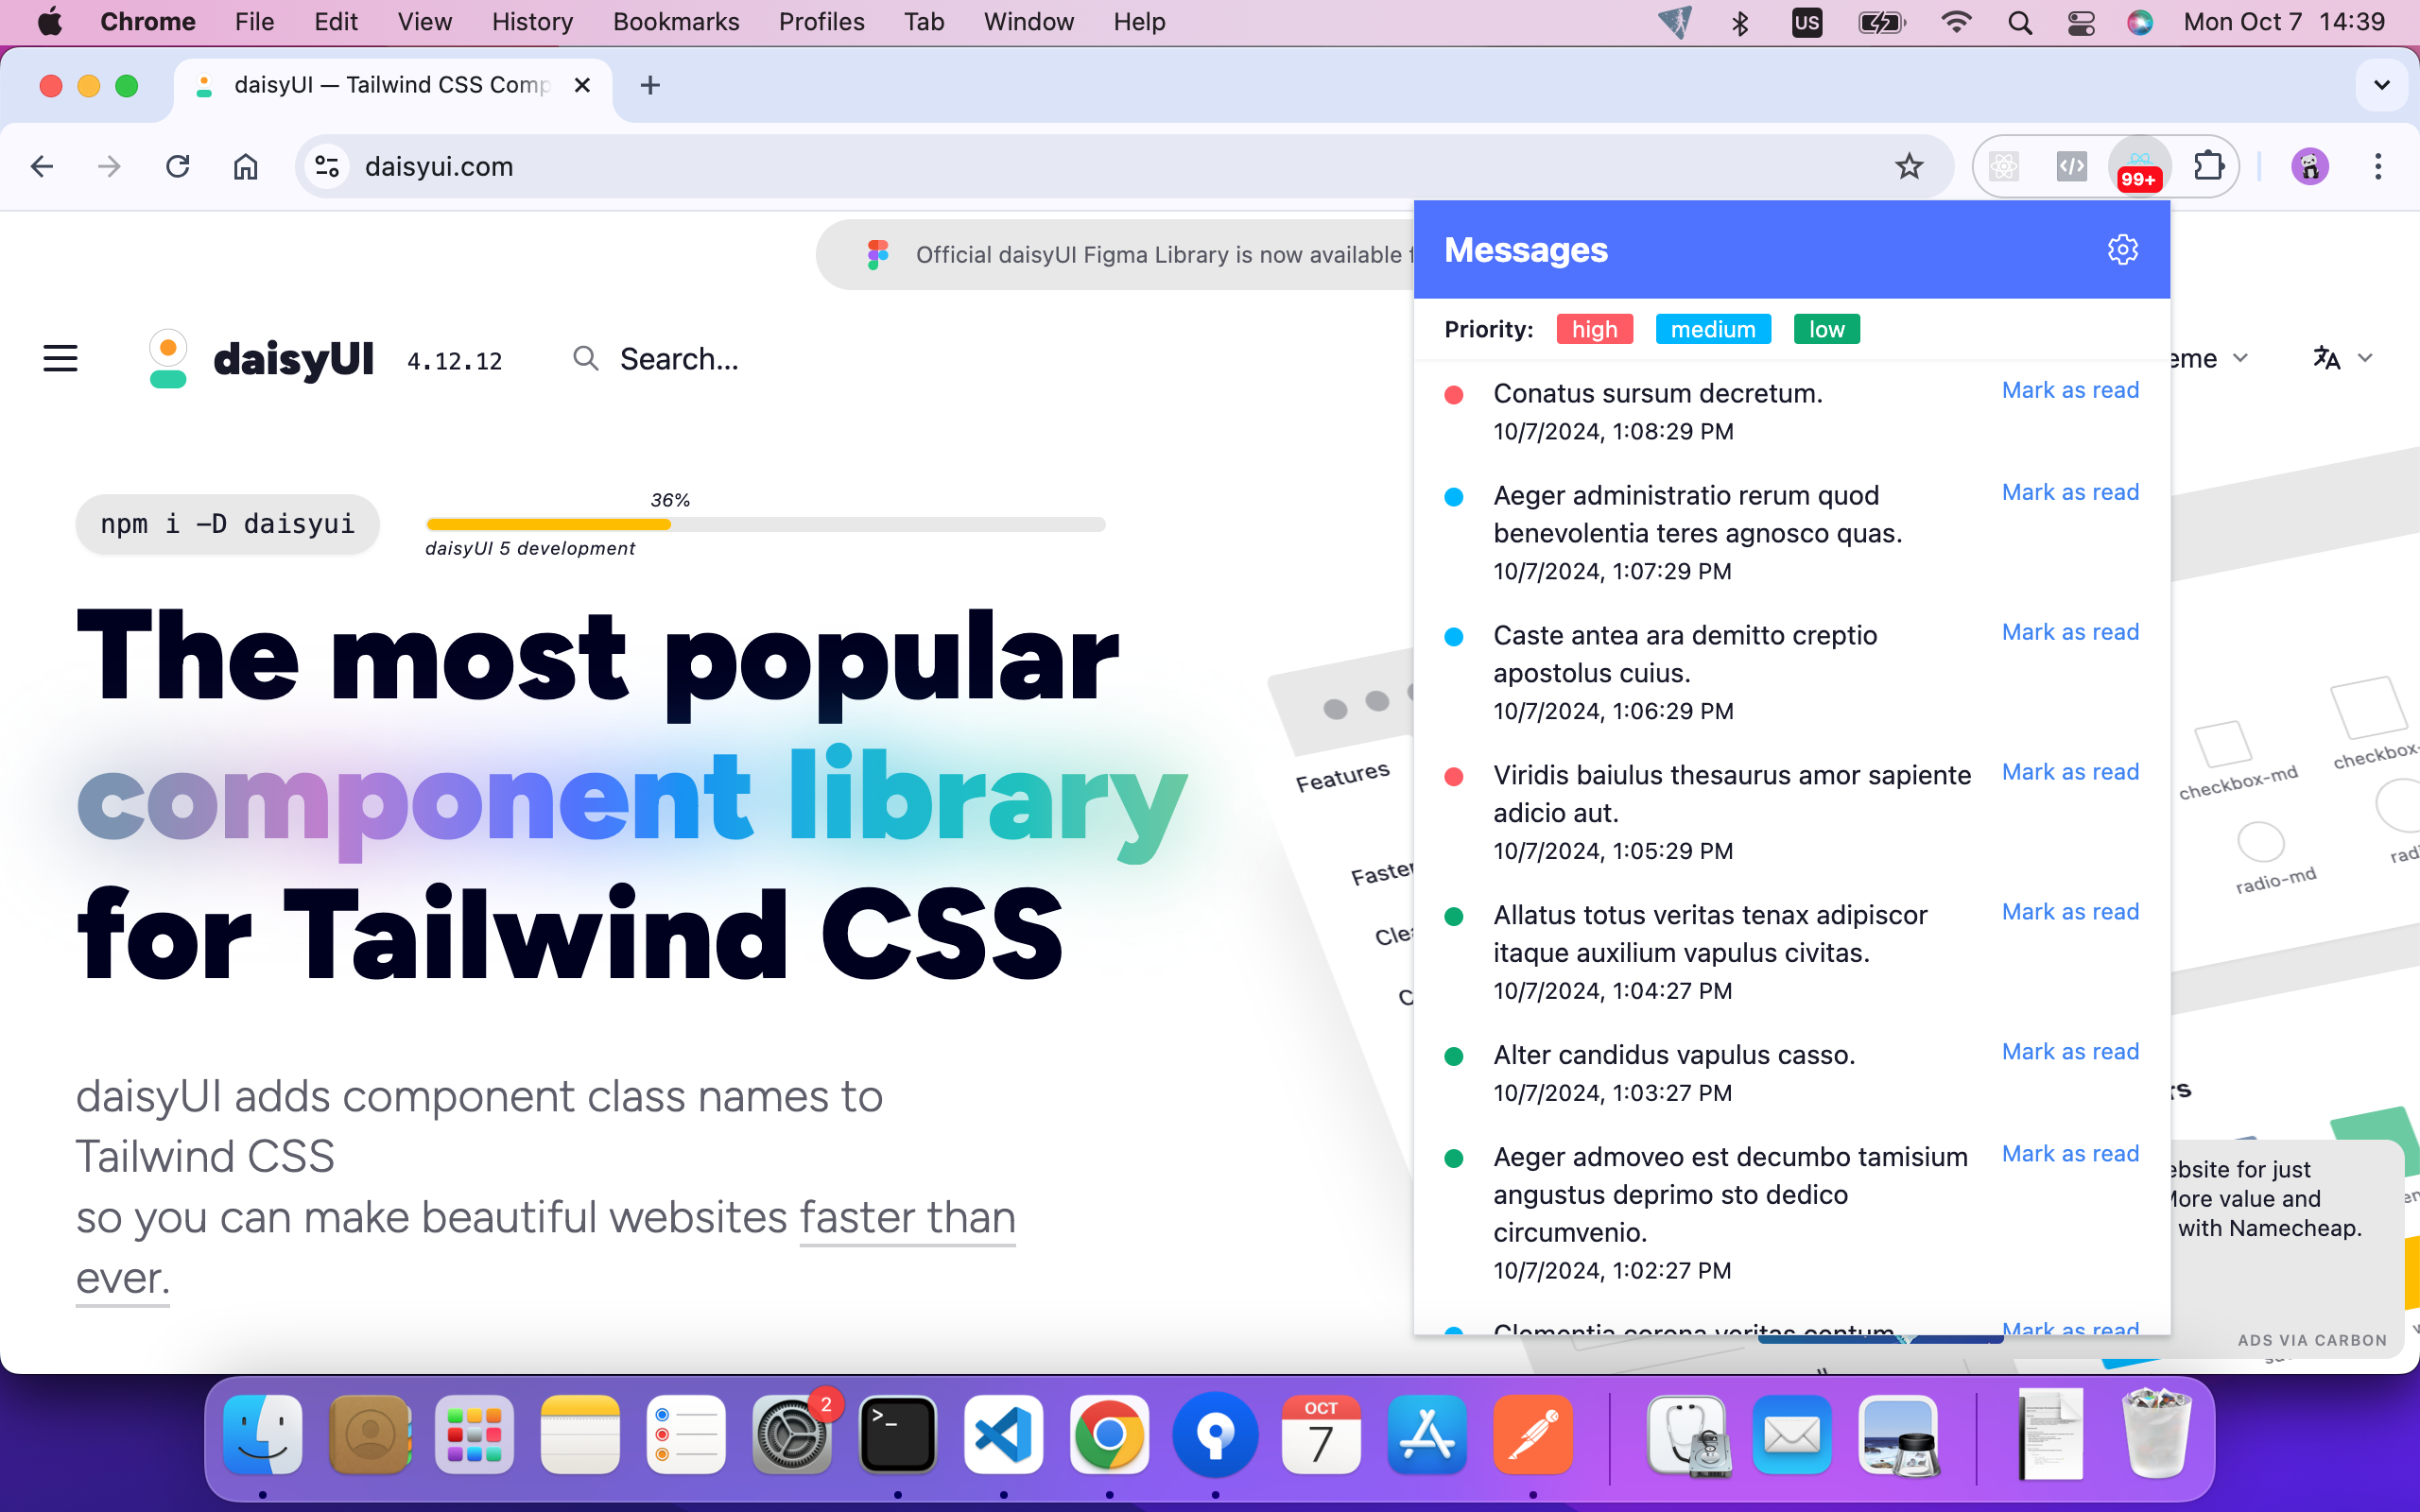 Chrome File Edit View History Bookmarks Profiles Tab Window Help US Mon Oct 7 14:39
daisyUI — Tailwind CSS Comp
daisyui.com
99+
Official daisyUI Figma Library is now available
daisyUI 4.12.12 Search...
npm i -D daisyui
36%
daisyUI 5 development
The most popular
component library
for Tailwind CSS
daisyUI adds component class names to
Tailwind CSS
so you can make beautiful websites faster than
ever.
Features
Faster
Messages
Priority: high medium low
Conatus sursum decretum. Mark as read
10/7/2024, 1:08:29 PM
Aeger administratio rerum quod Mark as read
benevolentia teres agnosco quas.
10/7/2024, 1:07:29 PM
Caste antea ara demitto creptio Mark as read
apostolus cuius.
10/7/2024, 1:06:29 PM
Viridis baiulus thesaurus amor sapiente Mark as read
adicio aut.
10/7/2024, 1:05:29 PM
Allatus totus veritas tenax adipiscor Mark as read
itaque auxilium vapulus civitas.
10/7/2024, 1:04:27 PM
Alter candidus vapulus casso. Mark as read
10/7/2024, 1:03:27 PM
Aeger admoveo est decumbo tamisium Mark as read
angustus deprimo sto dedico
circumvenio.
10/7/2024, 1:02:27 PM
Clementia corona veritas centum Mark as read
eme
checkbox-md
checkbox-
radio-md
ebsite for just
More value and
with Namecheap.
ADS VIA CARBON
2
OCT
7